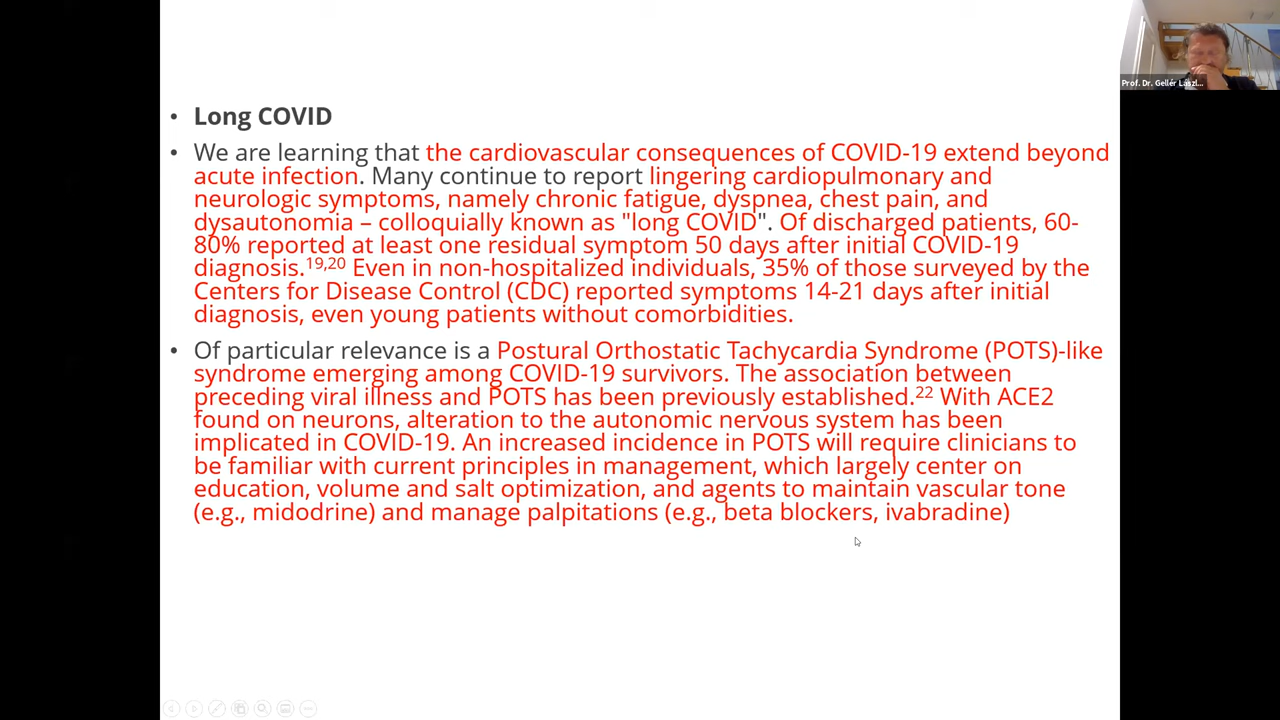 Prof. Dr. Gellér Lászl...
• Long COVID
• We are learning that the cardiovascular consequences of COVID-19 extend beyond
acute infection. Many continue to report lingering cardiopulmonary and
neurologic symptoms, namely chronic fatigue, dyspnea, chest pain, and
dysautonomia – colloquially known as "long COVID". Of discharged patients, 60-
80% reported at least one residual symptom 50 days after initial COVID-19
diagnosis.19,20 Even in non-hospitalized individuals, 35% of those surveyed by the
Centers for Disease Control (CDC) reported symptoms 14-21 days after initial
diagnosis, even young patients without comorbidities.
• Of particular relevance is a Postural Orthostatic Tachycardia Syndrome (POTS)-like
syndrome emerging among COVID-19 survivors. The association between
preceding viral illness and POTS has been previously established.22 With ACE2
found on neurons, alteration to the autonomic nervous system has been
implicated in COVID-19. An increased incidence in POTS will require clinicians to
be familiar with current principles in management, which largely center on
education, volume and salt optimization, and agents to maintain vascular tone
(e.g., midodrine) and manage palpitations (e.g., beta blockers, ivabradine)